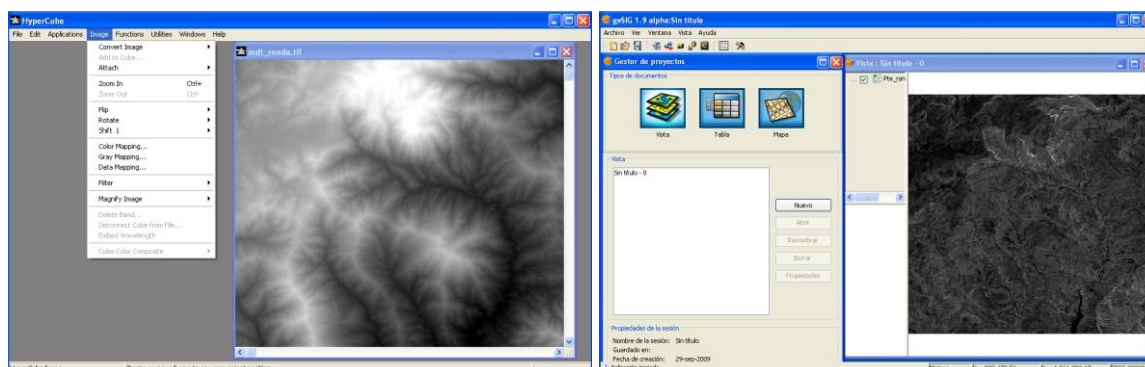 HyperCube
File Edit Applications Image Functions Utilities Windows Help
Convert Image
Add to Cube...
Attach
Zoom In Ctrl+
Zoom Out Ctrl-
Flip
Rotate
Shift 1
Color Mapping...
Gray Mapping...
Data Mapping...
Filter
Magnify Image
Delete Band...
Disconnect Cube From File...
Embed Wavelength
Cube Color Composite
mdt_ronda.tif
gvSIG 1.9 alpha:Sin título
Archivo Ver Ventana Vista Ayuda
Gestor de proyectos
Tipos de documentos
Vista Tabla Mapa
Vista
Sin título - 0
Nuevo
Abrir
Renombrar
Borrar
Propiedades
Propiedades de la sesión
Nombre de la sesión: Sin título
Guardado en:
Fecha de creación: 29-sep-2009
Vista : Sin título - 0
Pte_ron